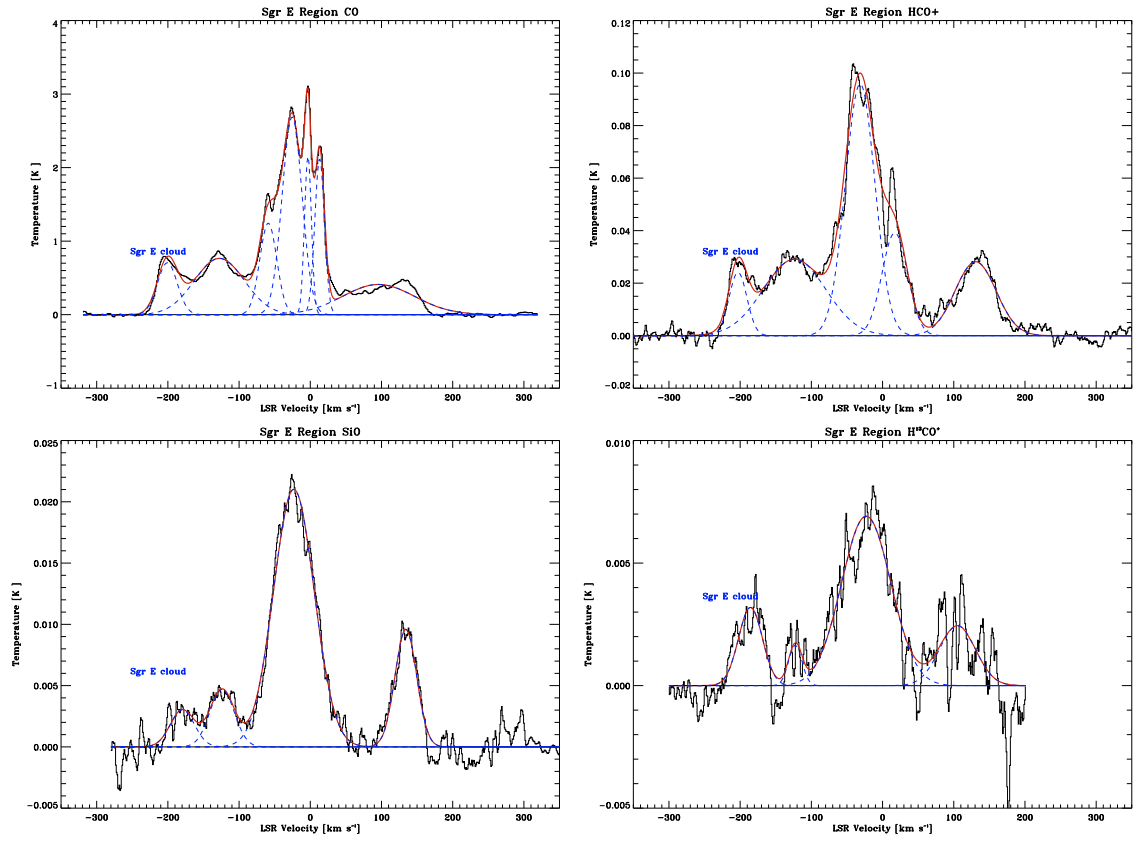 Sgr E Region CO
4
3
2
1
0
−1
Temperature [K ]
Sgr E cloud
−300 −200 −100 0 100 200 300
LSR Velocity [km s⁻¹]
Sgr E Region HCO+
0.12
0.10
0.08
0.06
0.04
0.02
0.00
−0.02
Temperature [K ]
Sgr E cloud
−300 −200 −100 0 100 200 300
LSR Velocity [km s⁻¹]
Sgr E Region SiO
0.025
0.020
0.015
0.010
0.005
0.000
−0.005
Temperature [K ]
Sgr E cloud
−300 −200 −100 0 100 200 300
LSR Velocity [km s⁻¹]
Sgr E Region H¹³CO⁺
0.010
0.005
0.000
−0.005
Temperature [K ]
Sgr E cloud
−300 −200 −100 0 100 200 300
LSR Velocity [km s⁻¹]